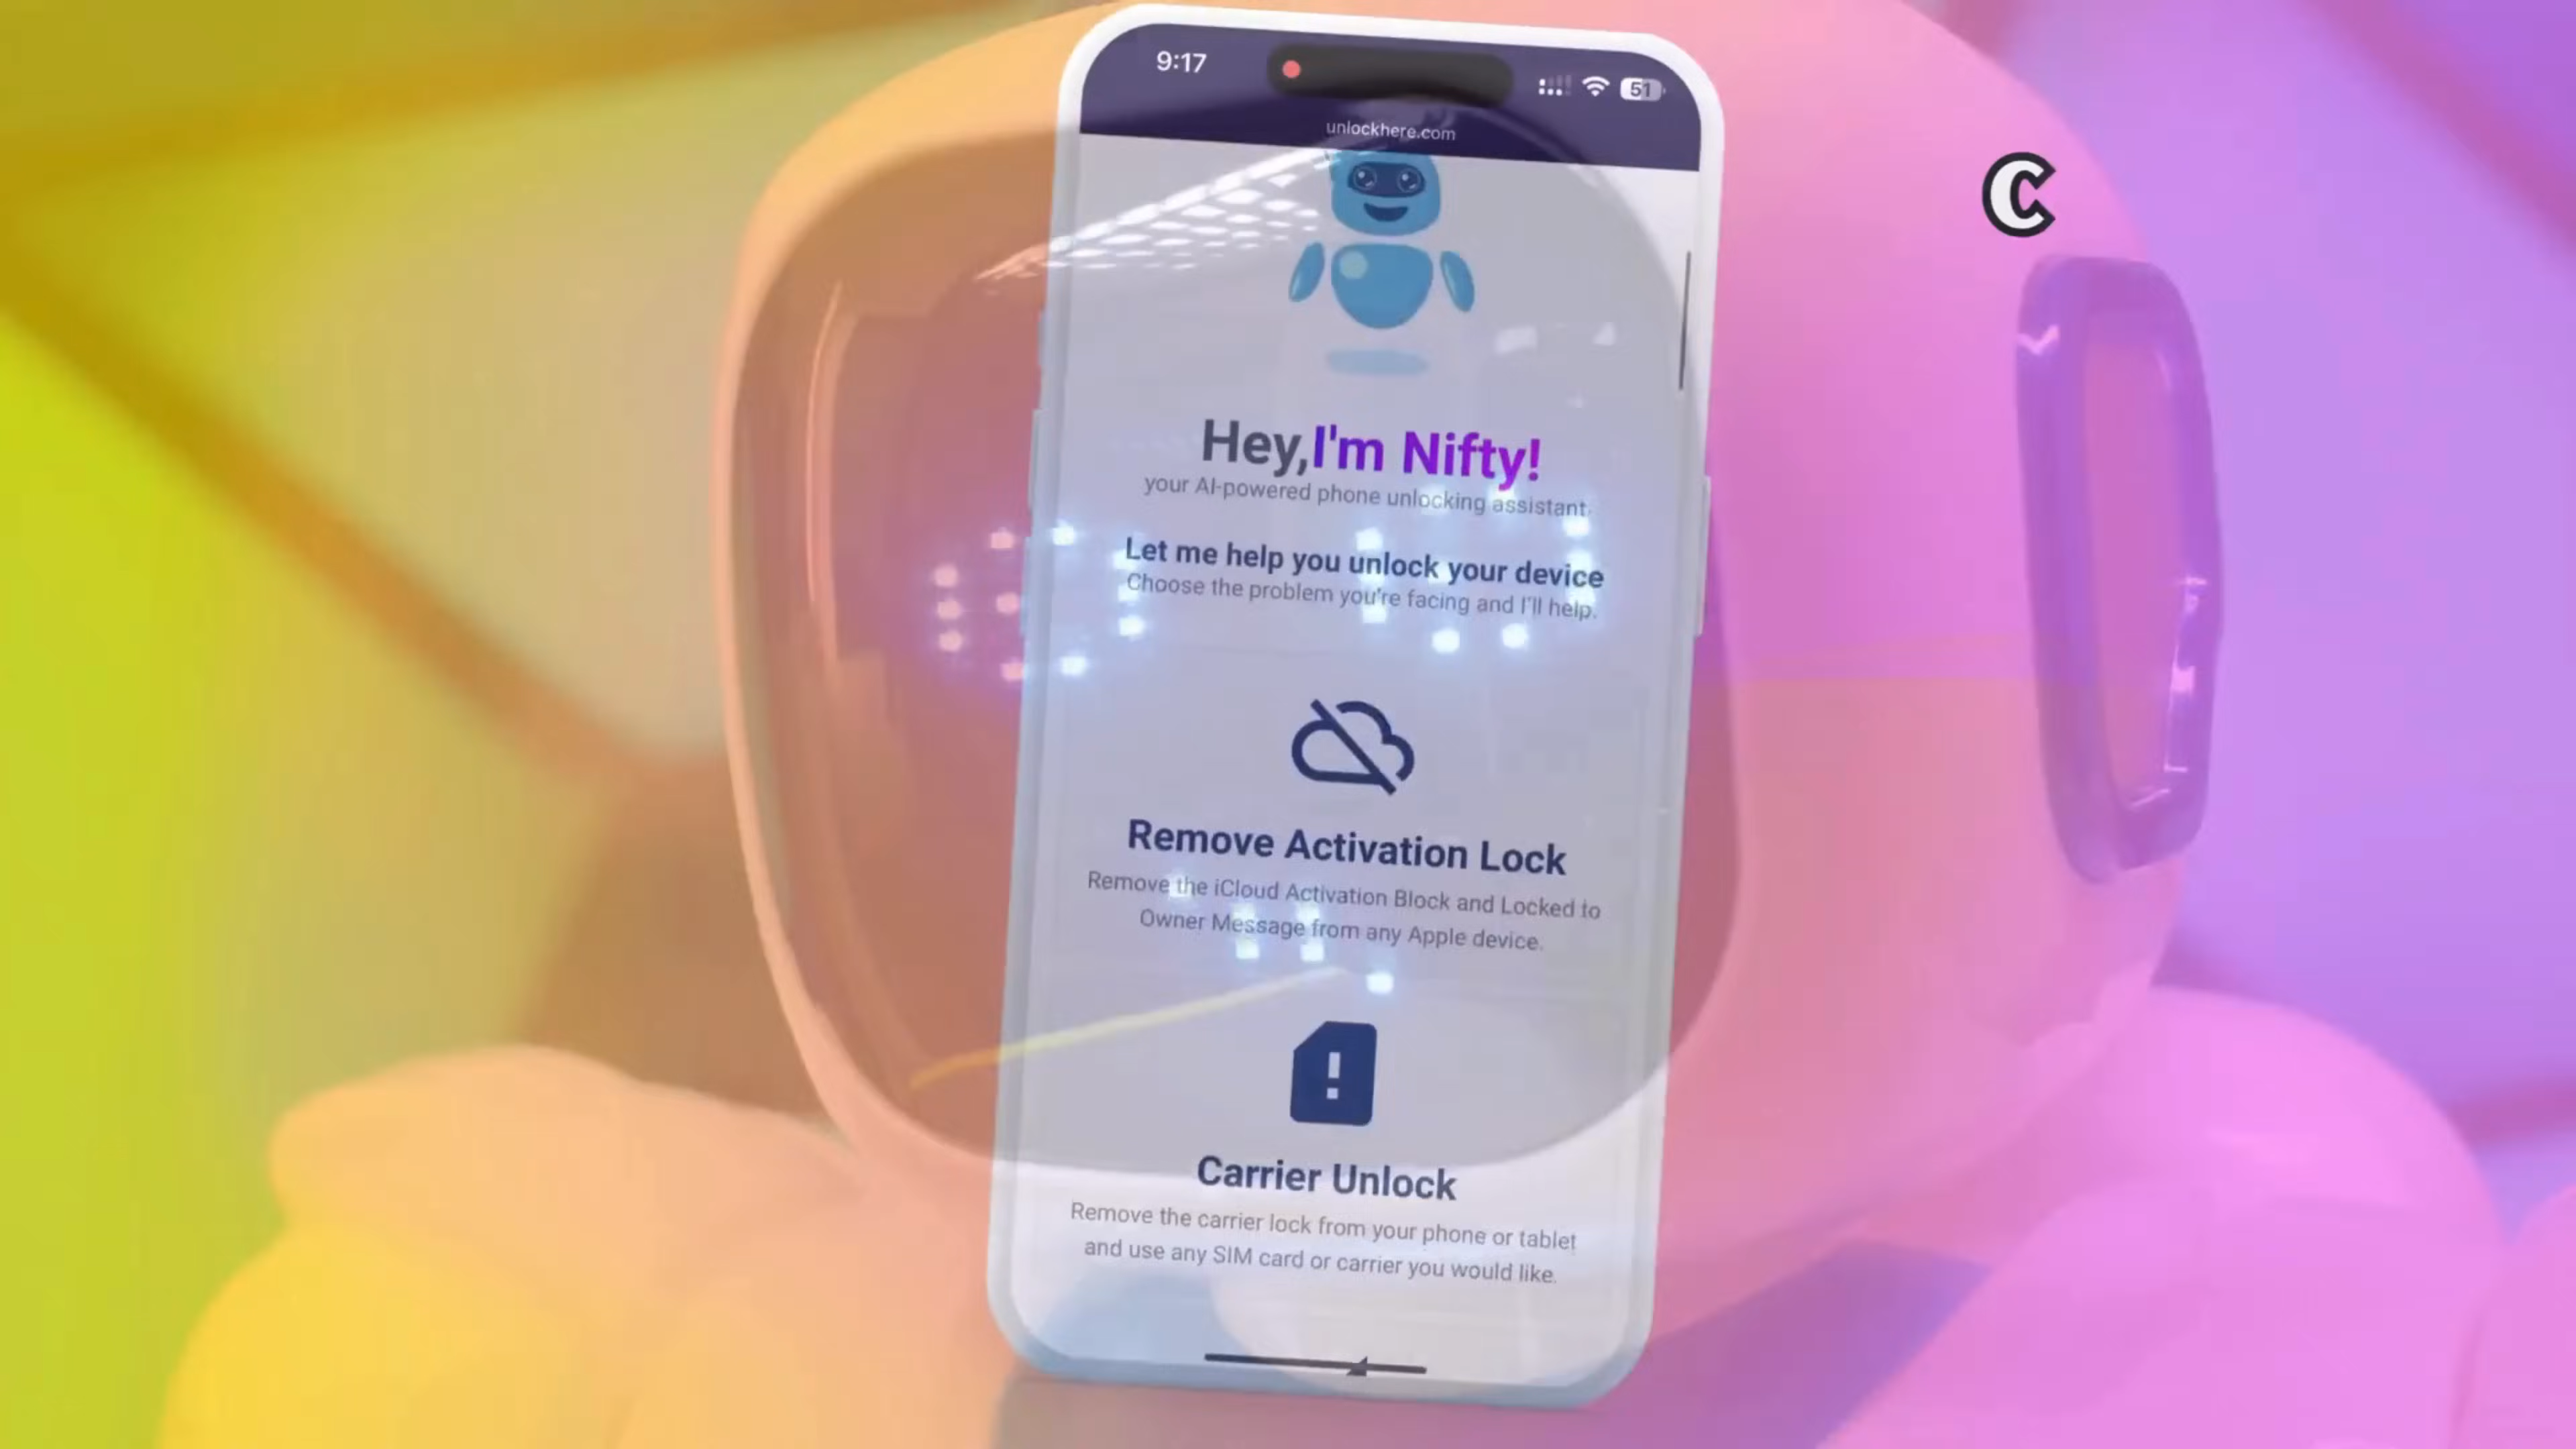 9:17
51
unlockhere.com
C
Hey,I'm Nifty!
your AI-powered phone unlocking assistant
Let me help you unlock your device
Choose the problem you're facing and I'll help.
Remove Activation Lock
Remove the iCloud Activation Block and Locked to
Owner Message from any Apple device.
Carrier Unlock
Remove the carrier lock from your phone or tablet
and use any SIM card or carrier you would like.